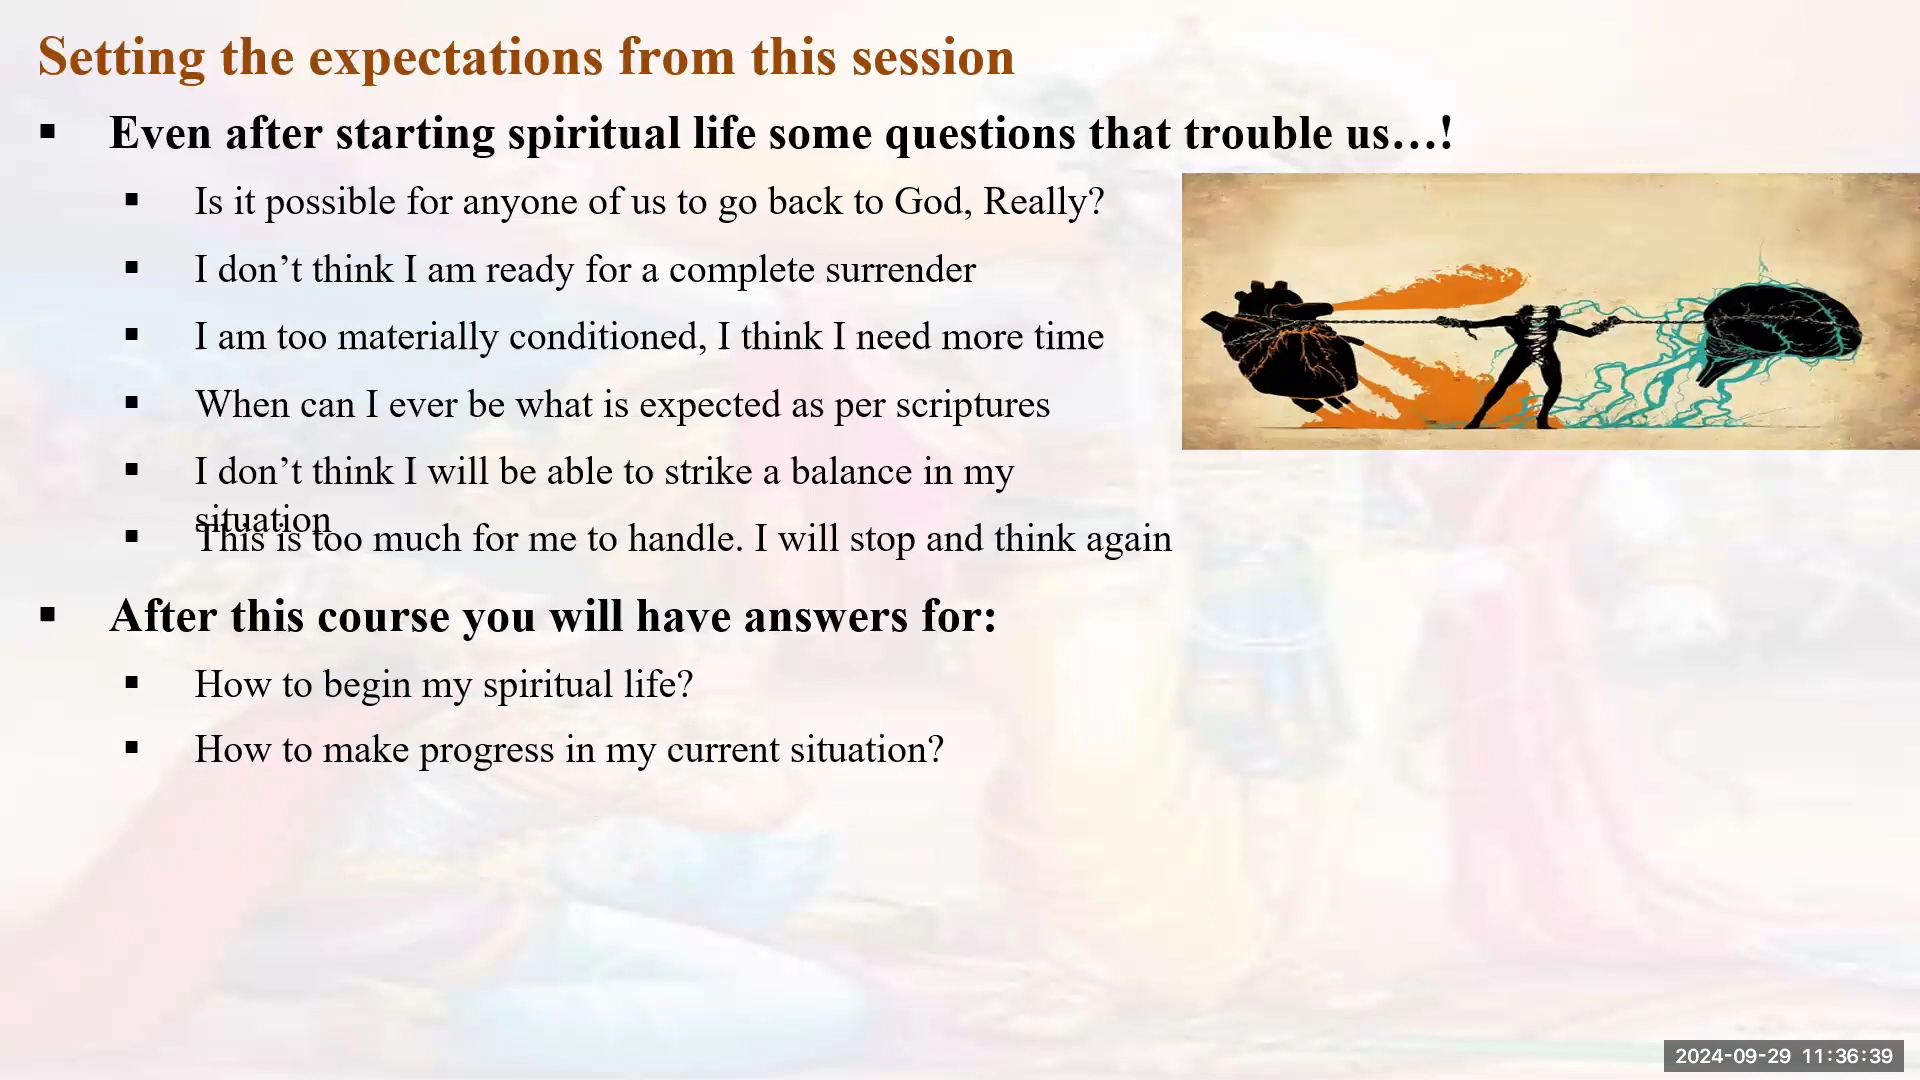 Setting the expectations from this session
▪ Even after starting spiritual life some questions that trouble us…!
▪ Is it possible for anyone of us to go back to God, Really?
▪ I don’t think I am ready for a complete surrender
▪ I am too materially conditioned, I think I need more time
▪ When can I ever be what is expected as per scriptures
▪ I don’t think I will be able to strike a balance in my
situation
▪ This is too much for me to handle. I will stop and think again
▪ After this course you will have answers for:
▪ How to begin my spiritual life?
▪ How to make progress in my current situation?
2024-09-29 11:36:39